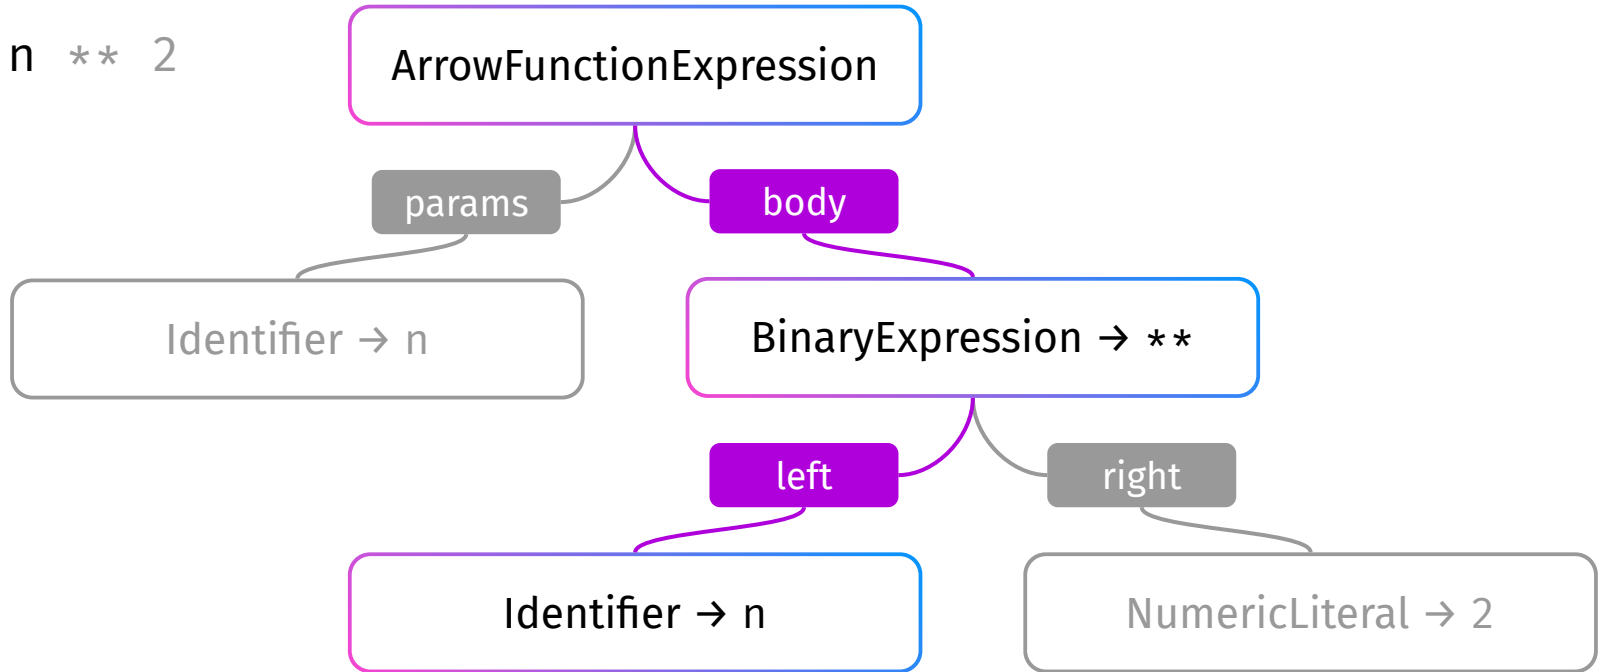 n ** 2
ArrowFunctionExpression
params
body
Identifier → n
BinaryExpression → **
left
right
Identifier → n
NumericLiteral → 2